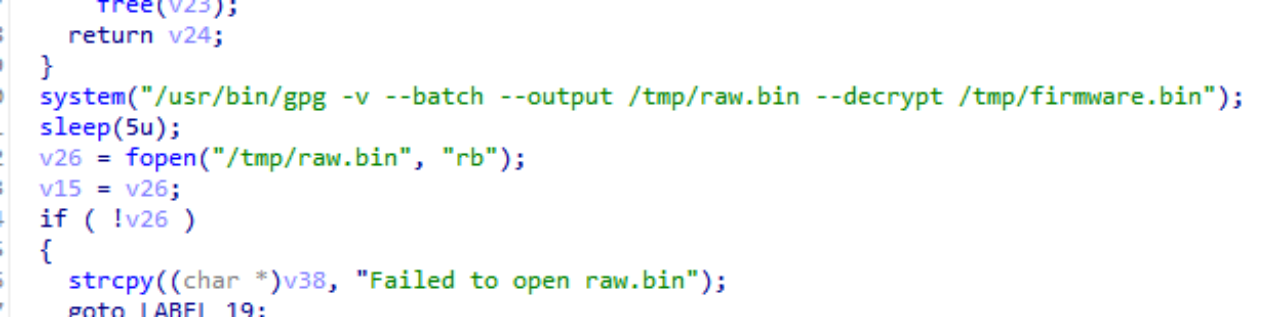 free(v23);
return v24;
}
system("/usr/bin/gpg -v --batch --output /tmp/raw.bin --decrypt /tmp/firmware.bin");
sleep(5u);
v26 = fopen("/tmp/raw.bin", "rb");
v15 = v26;
if ( !v26 )
{
strcpy((char *)v38, "Failed to open raw.bin");
goto LABEL_19;